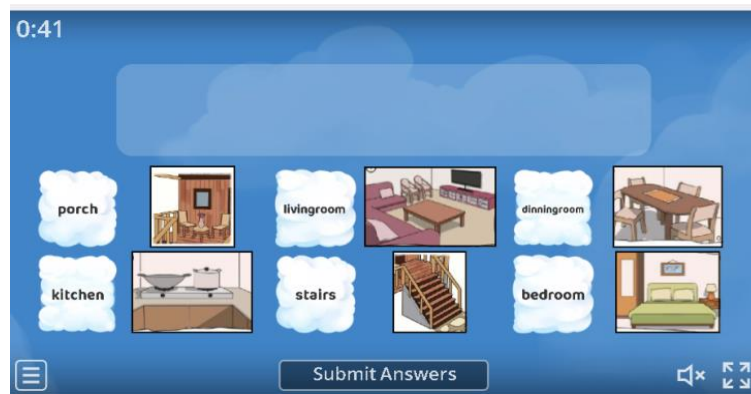 0:41
porch
livingroom
dinningroom
kitchen
stairs
bedroom
Submit Answers